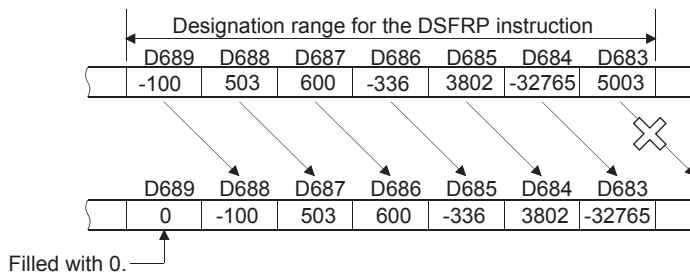 Designation range for the DSFRP instruction
D689 D688 D687 D686 D685 D684 D683
-100 503 600 -336 3802 -32765 5003
D689 D688 D687 D686 D685 D684 D683
0 -100 503 600 -336 3802 -32765
Filled with 0.